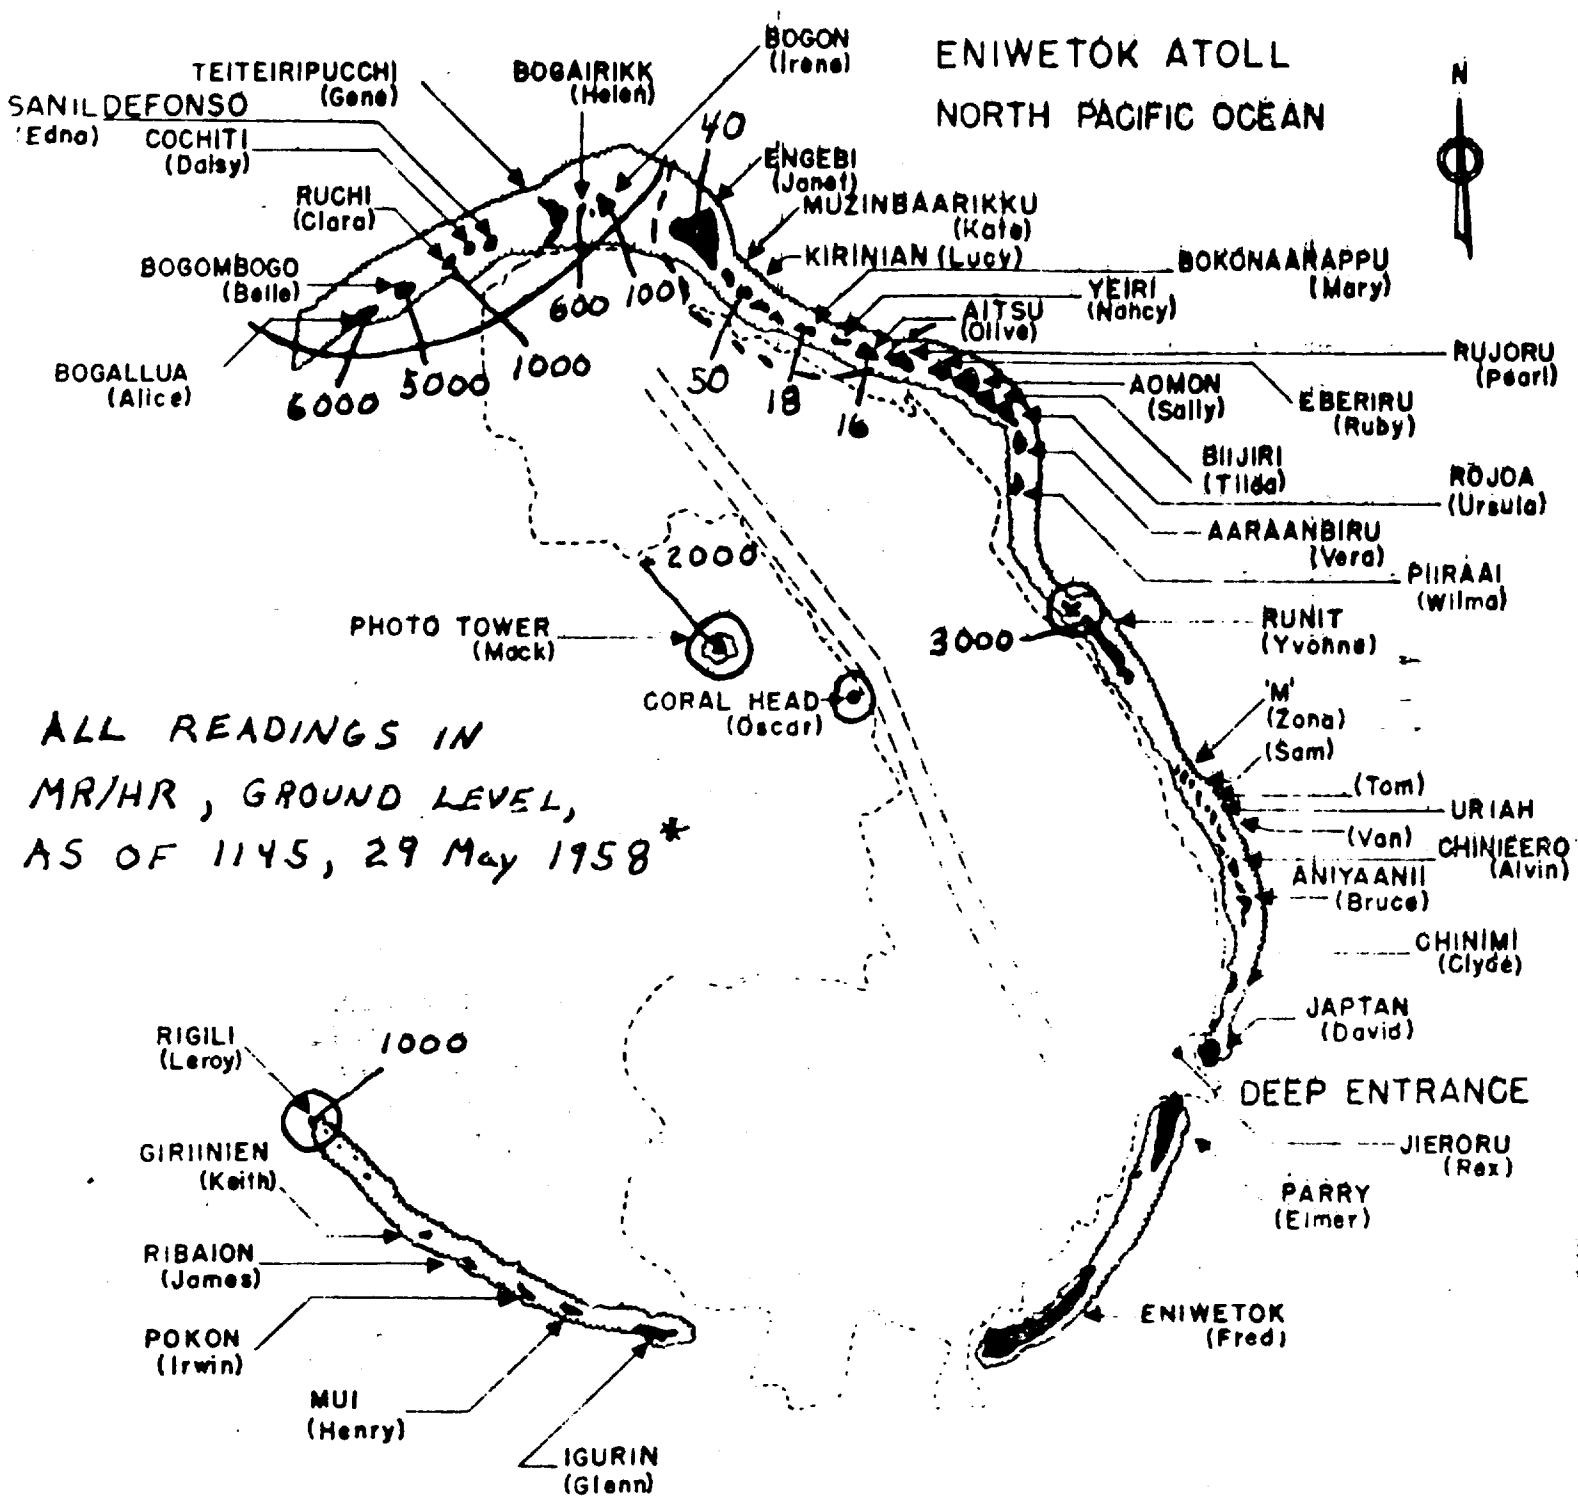 ENIWETOK ATOLL
NORTH PACIFIC OCEAN
N
BOGON
(Irene)
TEITEIRIPUCCHI
(Gene)
BOGAIRIKK
(Helen)
SANILDEFONSO
(Edna)
COCHITI
(Daisy)
40
ENGEBI
(Janet)
RUCHI
(Clara)
MUZINBAARIKKU
(Kate)
KIRINIAN (Lucy)
BOKONAARAPPU
(Mary)
BOGOMBOGO
(Belle)
YEIRI
(Nancy)
AITSU
(Olive)
600
100
1000
5000
6000
50
18
16
BOGALLUA
(Alice)
RUJORU
(Pearl)
AOMON
(Sally)
EBERIRU
(Ruby)
BIIJIRI
(Tilda)
ROJOA
(Ursula)
AARAANBIRU
(Vera)
PIIRAAI
(Wilma)
2000
PHOTO TOWER
(Mack)
3000
RUNIT
(Yvonne)
CORAL HEAD
(Oscar)
'M'
(Zona)
(Sam)
(Tom)
URIAH
(Van)
CHINIEERO
(Alvin)
ANIYAANII
(Bruce)
CHINIMI
(Clyde)
JAPTAN
(David)
ALL READINGS IN
MR/HR, GROUND LEVEL,
AS OF 1145, 29 May 1958*
RIGILI
(Leroy)
1000
DEEP ENTRANCE
JIERORU
(Rex)
PARRY
(Elmer)
GIRIINIEN
(Keith)
RIBAION
(James)
POKON
(Irwin)
MUI
(Henry)
IGURIN
(Glenn)
ENIWETOK
(Fred)